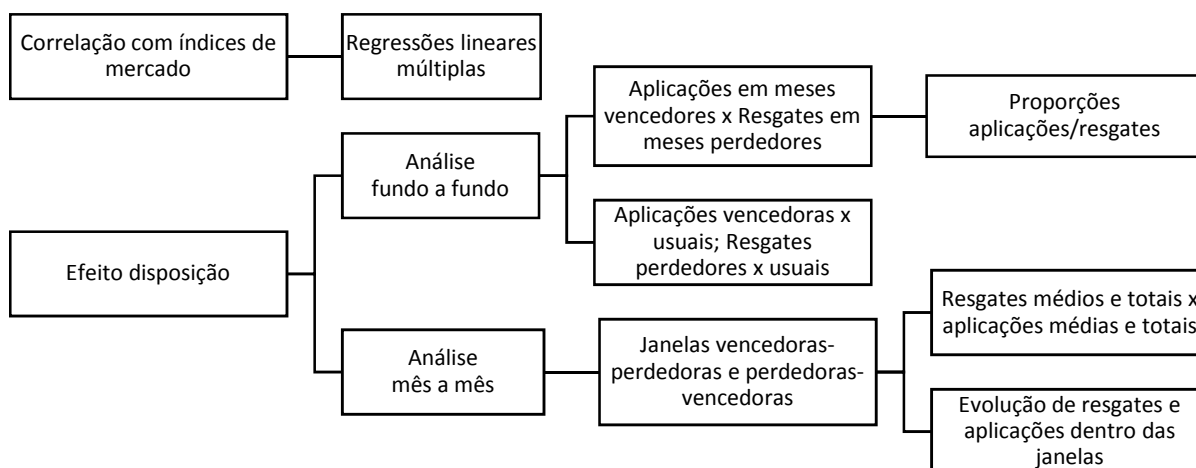 Correlação com índices de
mercado
Regressões lineares
múltiplas
Efeito disposição
Análise
fundo a fundo
Aplicações em meses
vencedores x Resgates em
meses perdedores
Proporções
aplicações/resgates
Aplicações vencedoras x
usuais; Resgates
perdedores x usuais
Análise
mês a mês
Janelas vencedoras-
perdedoras e perdedoras-
vencedoras
Resgates médios e totais x
aplicações médias e totais
Evolução de resgates e
aplicações dentro das
janelas